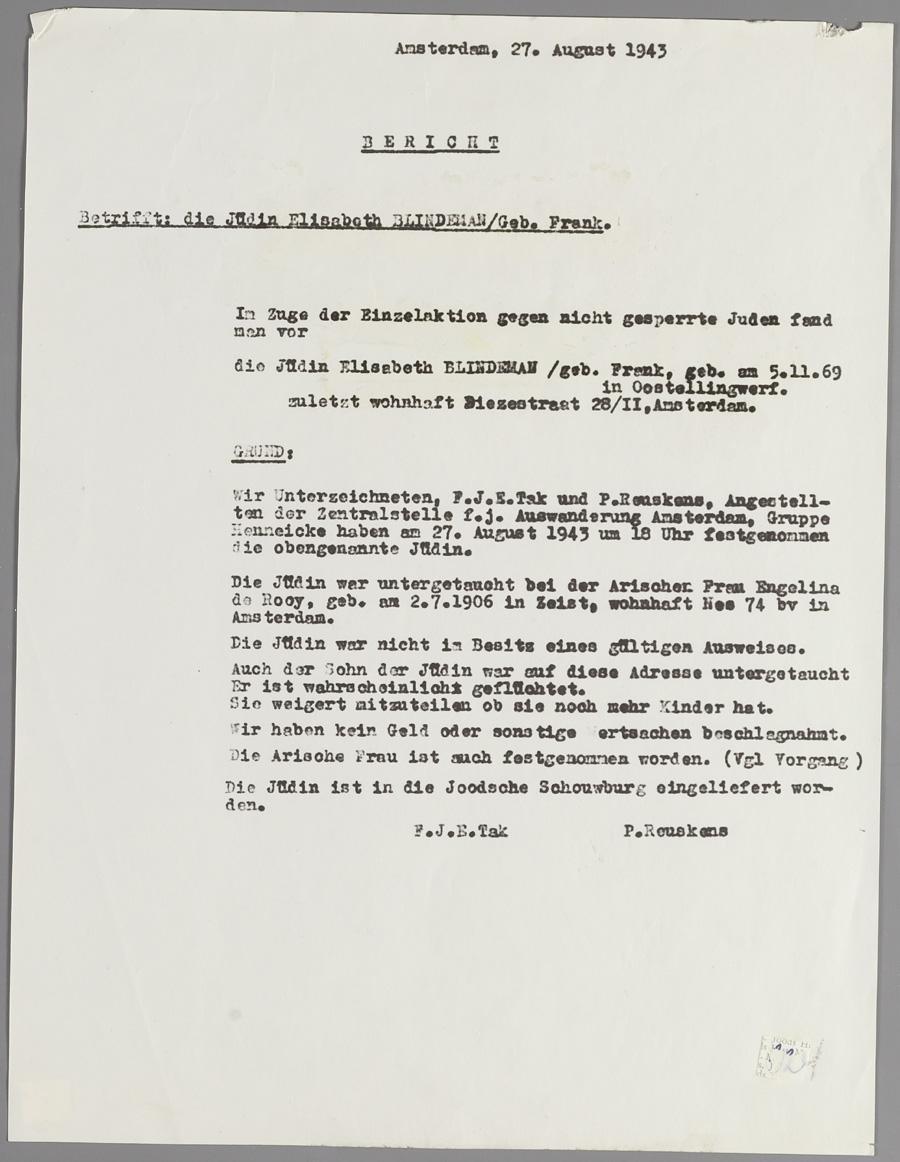 Amsterdam, 27. August 1943
B E R I C H T
Betrifft: die Jüdin Elisabeth BLINDEMAN/Geb. Frank.
Im Zuge der Einzelaktion gegen nicht gesperrte Juden fand
man vor
die Jüdin Elisabeth BLINDEMAN /geb. Frank, geb. am 5.11.69
in Oostellingwerf.
zuletzt wohnhaft Diezestraat 28/II,Amsterdam.
GRUND:
Wir Unterzeichneten, F.J.E.Tak und P.Reuskens, Angestell-
ten der Zentralstelle f.j. Auswanderung Amsterdam, Gruppe
Henneicke haben am 27. August 1943 um 18 Uhr festgenommen
die obengenannte Jüdin.
Die Jüdin war untergetaucht bei der Arischen Frau Engelina
de Rooy, geb. am 2.7.1906 in Zeist, wohnhaft Nes 74 bv in
Amsterdam.
Die Jüdin war nicht im Besitz eines gültigen Ausweises.
Auch der Sohn der Jüdin war auf diese Adresse untergetaucht
Er ist wahrscheinlich geflüchtet.
Sie weigert mitzuteilen ob sie noch mehr Kinder hat.
Wir haben kein Geld oder sonstige ertsachen beschlagnahmt.
Die Arische Frau ist auch festgenommen worden. (Vgl Vorgang )
Die Jüdin ist in die Joodsche Schouwburg eingeliefert wor-
den.
F.J.E.Tak P.Reuskens